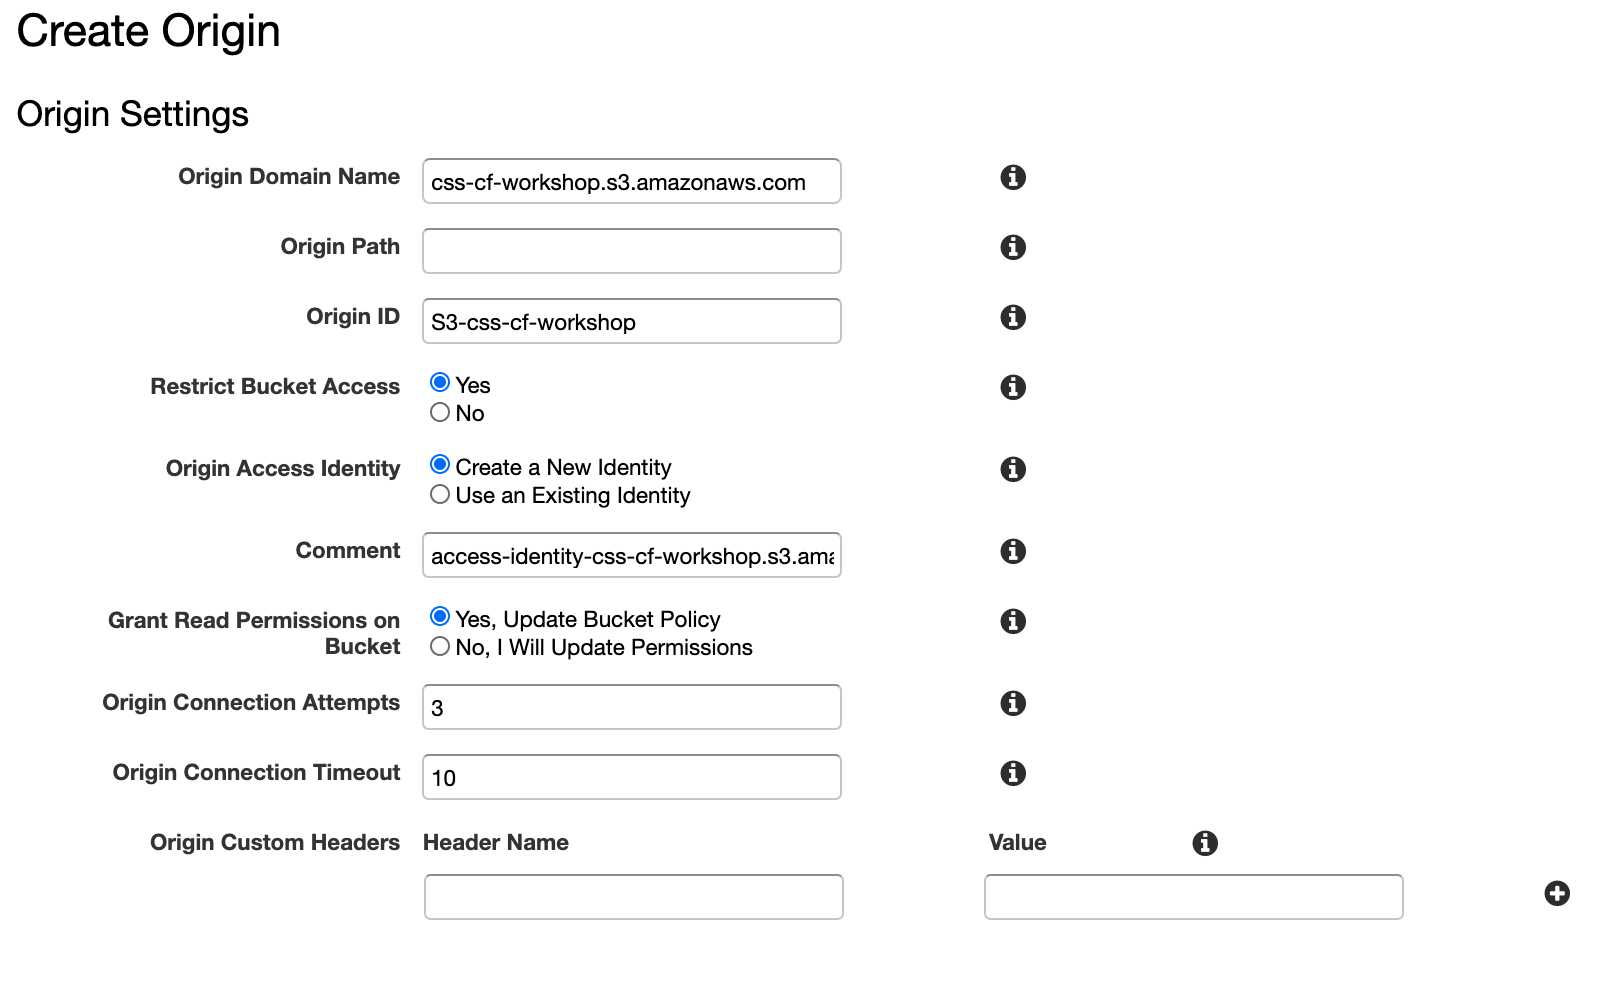 Create Origin
Origin Settings
Origin Domain Name css-cf-workshop.s3.amazonaws.com
Origin Path
Origin ID S3-css-cf-workshop
Restrict Bucket Access Yes
No
Origin Access Identity Create a New Identity
Use an Existing Identity
Comment access-identity-css-cf-workshop.s3.ama
Grant Read Permissions on Yes, Update Bucket Policy
Bucket No, I Will Update Permissions
Origin Connection Attempts 3
Origin Connection Timeout 10
Origin Custom Headers Header Name Value